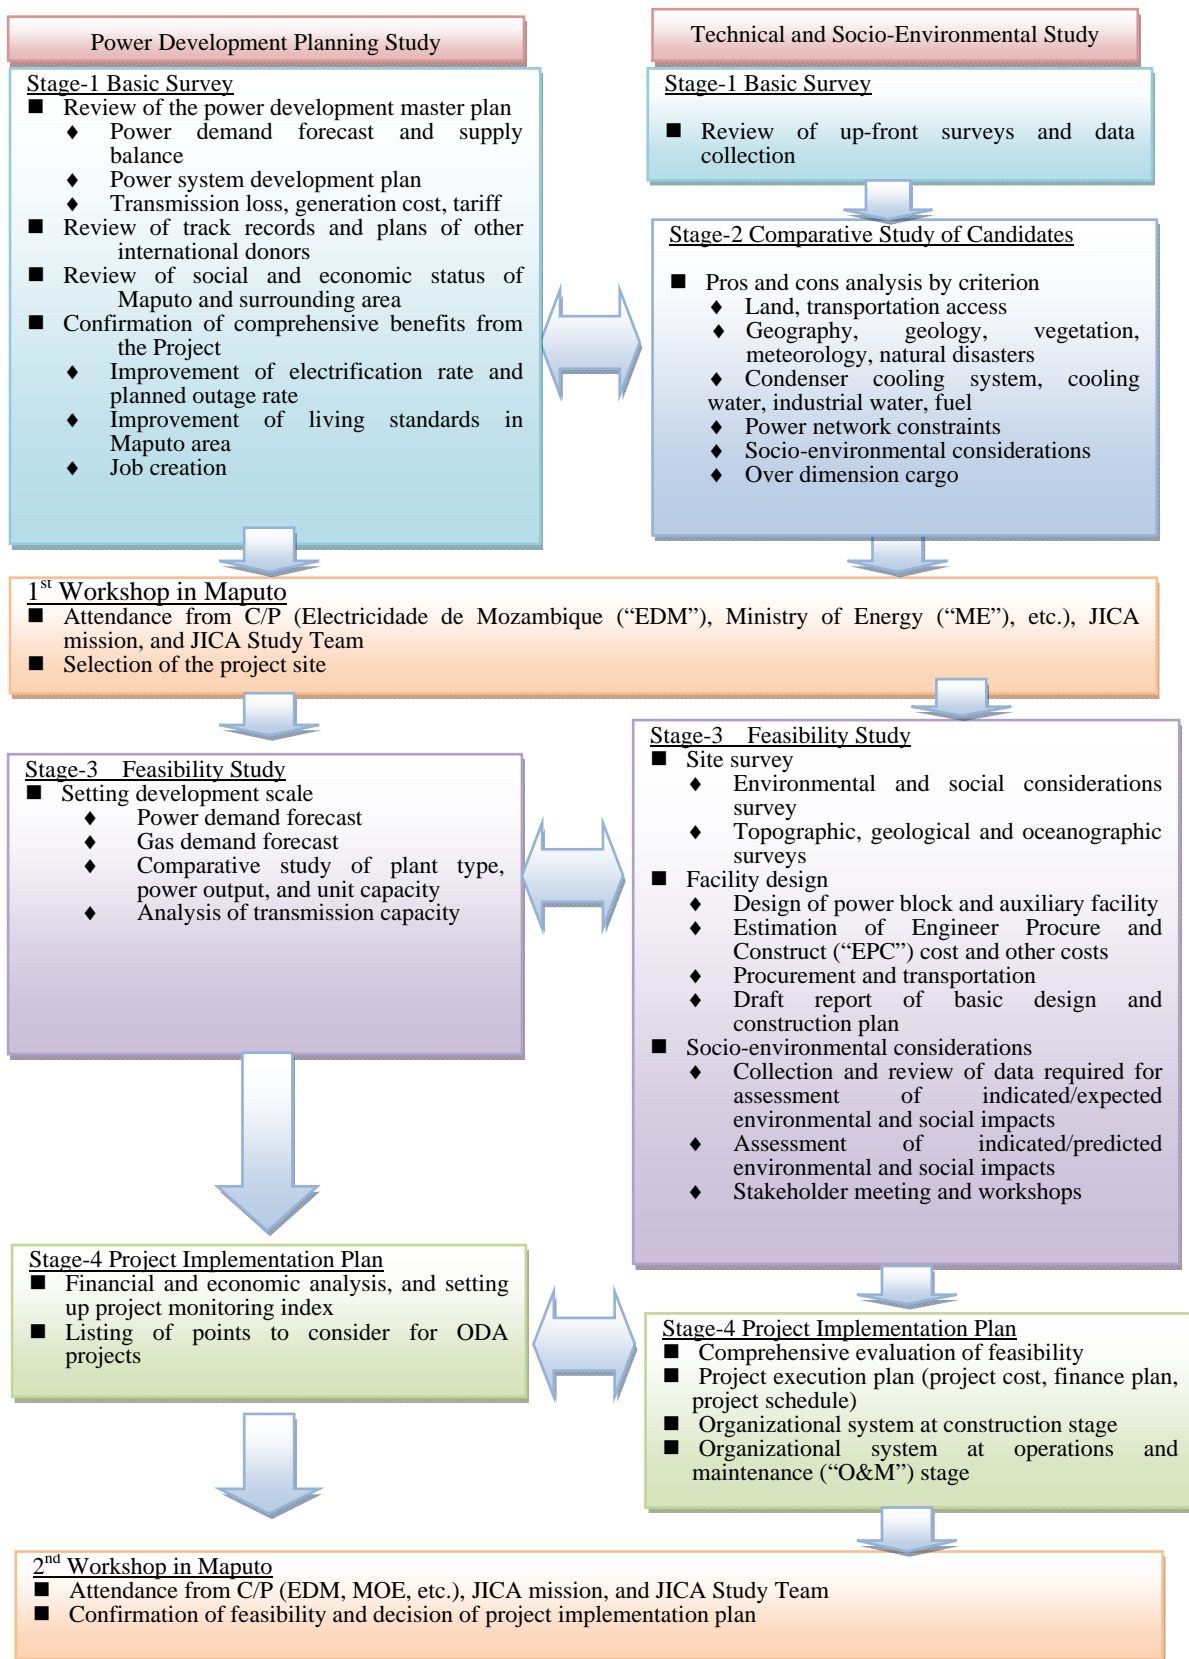 Power Development Planning Study
Technical and Socio-Environmental Study
Stage-1 Basic Survey
■ Review of the power development master plan
♦ Power demand forecast and supply
balance
♦ Power system development plan
♦ Transmission loss, generation cost, tariff
■ Review of track records and plans of other
international donors
■ Review of social and economic status of
Maputo and surrounding area
■ Confirmation of comprehensive benefits from
the Project
♦ Improvement of electrification rate and
planned outage rate
♦ Improvement of living standards in
Maputo area
♦ Job creation
Stage-1 Basic Survey
■ Review of up-front surveys and data
collection
Stage-2 Comparative Study of Candidates
■ Pros and cons analysis by criterion
♦ Land, transportation access
♦ Geography, geology, vegetation,
meteorology, natural disasters
♦ Condenser cooling system, cooling
water, industrial water, fuel
♦ Power network constraints
♦ Socio-environmental considerations
♦ Over dimension cargo
1st Workshop in Maputo
■ Attendance from C/P (Electricidade de Mozambique (“EDM”), Ministry of Energy (“ME”), etc.), JICA
mission, and JICA Study Team
■ Selection of the project site
Stage-3 Feasibility Study
■ Setting development scale
♦ Power demand forecast
♦ Gas demand forecast
♦ Comparative study of plant type,
power output, and unit capacity
♦ Analysis of transmission capacity
Stage-3 Feasibility Study
■ Site survey
♦ Environmental and social considerations
survey
♦ Topographic, geological and oceanographic
surveys
■ Facility design
♦ Design of power block and auxiliary facility
♦ Estimation of Engineer Procure and
Construct (“EPC”) cost and other costs
♦ Procurement and transportation
♦ Draft report of basic design and
construction plan
■ Socio-environmental considerations
♦ Collection and review of data required for
assessment of indicated/expected
environmental and social impacts
♦ Assessment of indicated/predicted
environmental and social impacts
♦ Stakeholder meeting and workshops
Stage-4 Project Implementation Plan
■ Financial and economic analysis, and setting
up project monitoring index
■ Listing of points to consider for ODA
projects
Stage-4 Project Implementation Plan
■ Comprehensive evaluation of feasibility
■ Project execution plan (project cost, finance plan,
project schedule)
■ Organizational system at construction stage
■ Organizational system at operations and
maintenance (“O&M”) stage
2nd Workshop in Maputo
■ Attendance from C/P (EDM, MOE, etc.), JICA mission, and JICA Study Team
■ Confirmation of feasibility and decision of project implementation plan